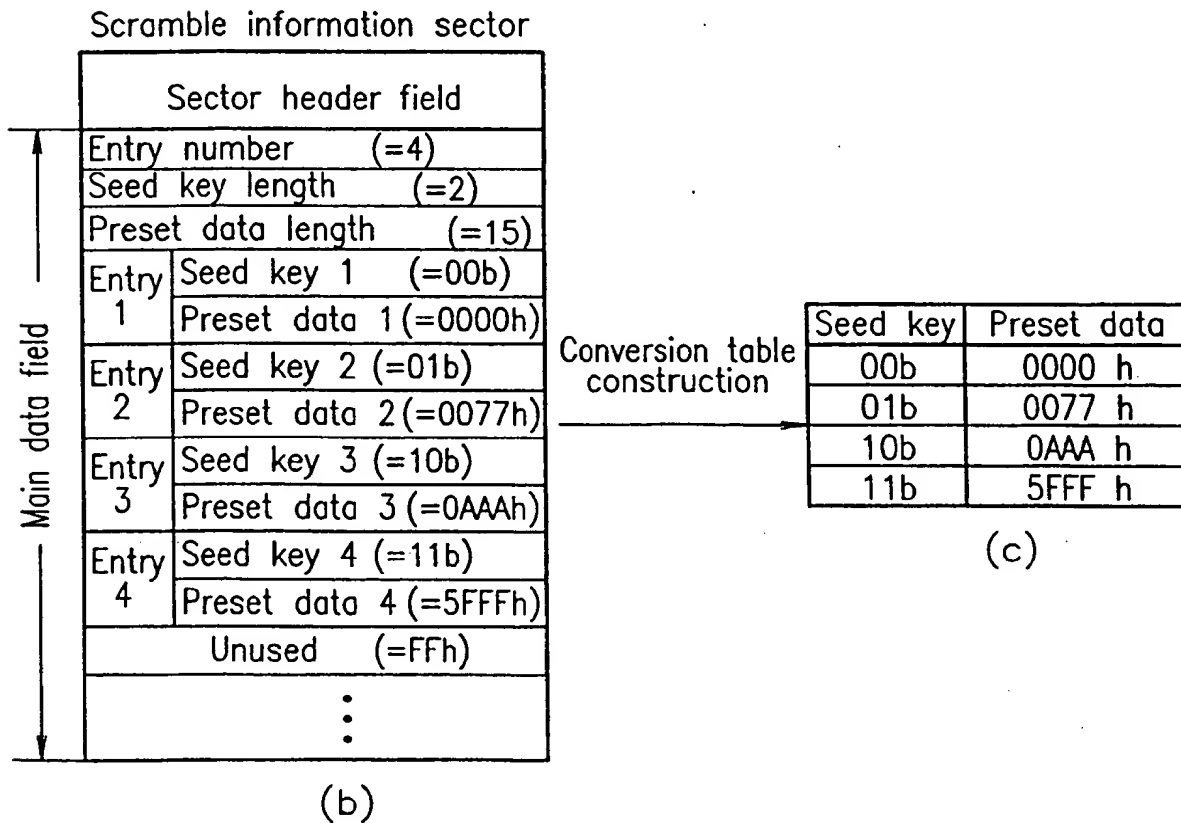 Scramble information sector
Sector header field
Main data field
Entry number (=4)
Seed key length (=2)
Preset data length (=15)
Entry 1
Seed key 1 (=00b)
Preset data 1 (=0000h)
Entry 2
Seed key 2 (=01b)
Preset data 2 (=0077h)
Entry 3
Seed key 3 (=10b)
Preset data 3 (=0AAAh)
Entry 4
Seed key 4 (=11b)
Preset data 4 (=5FFFh)
Unused (=FFh)
(b)
Conversion table
construction
Seed key Preset data
00b 0000 h
01b 0077 h
10b 0AAA h
11b 5FFF h
(c)